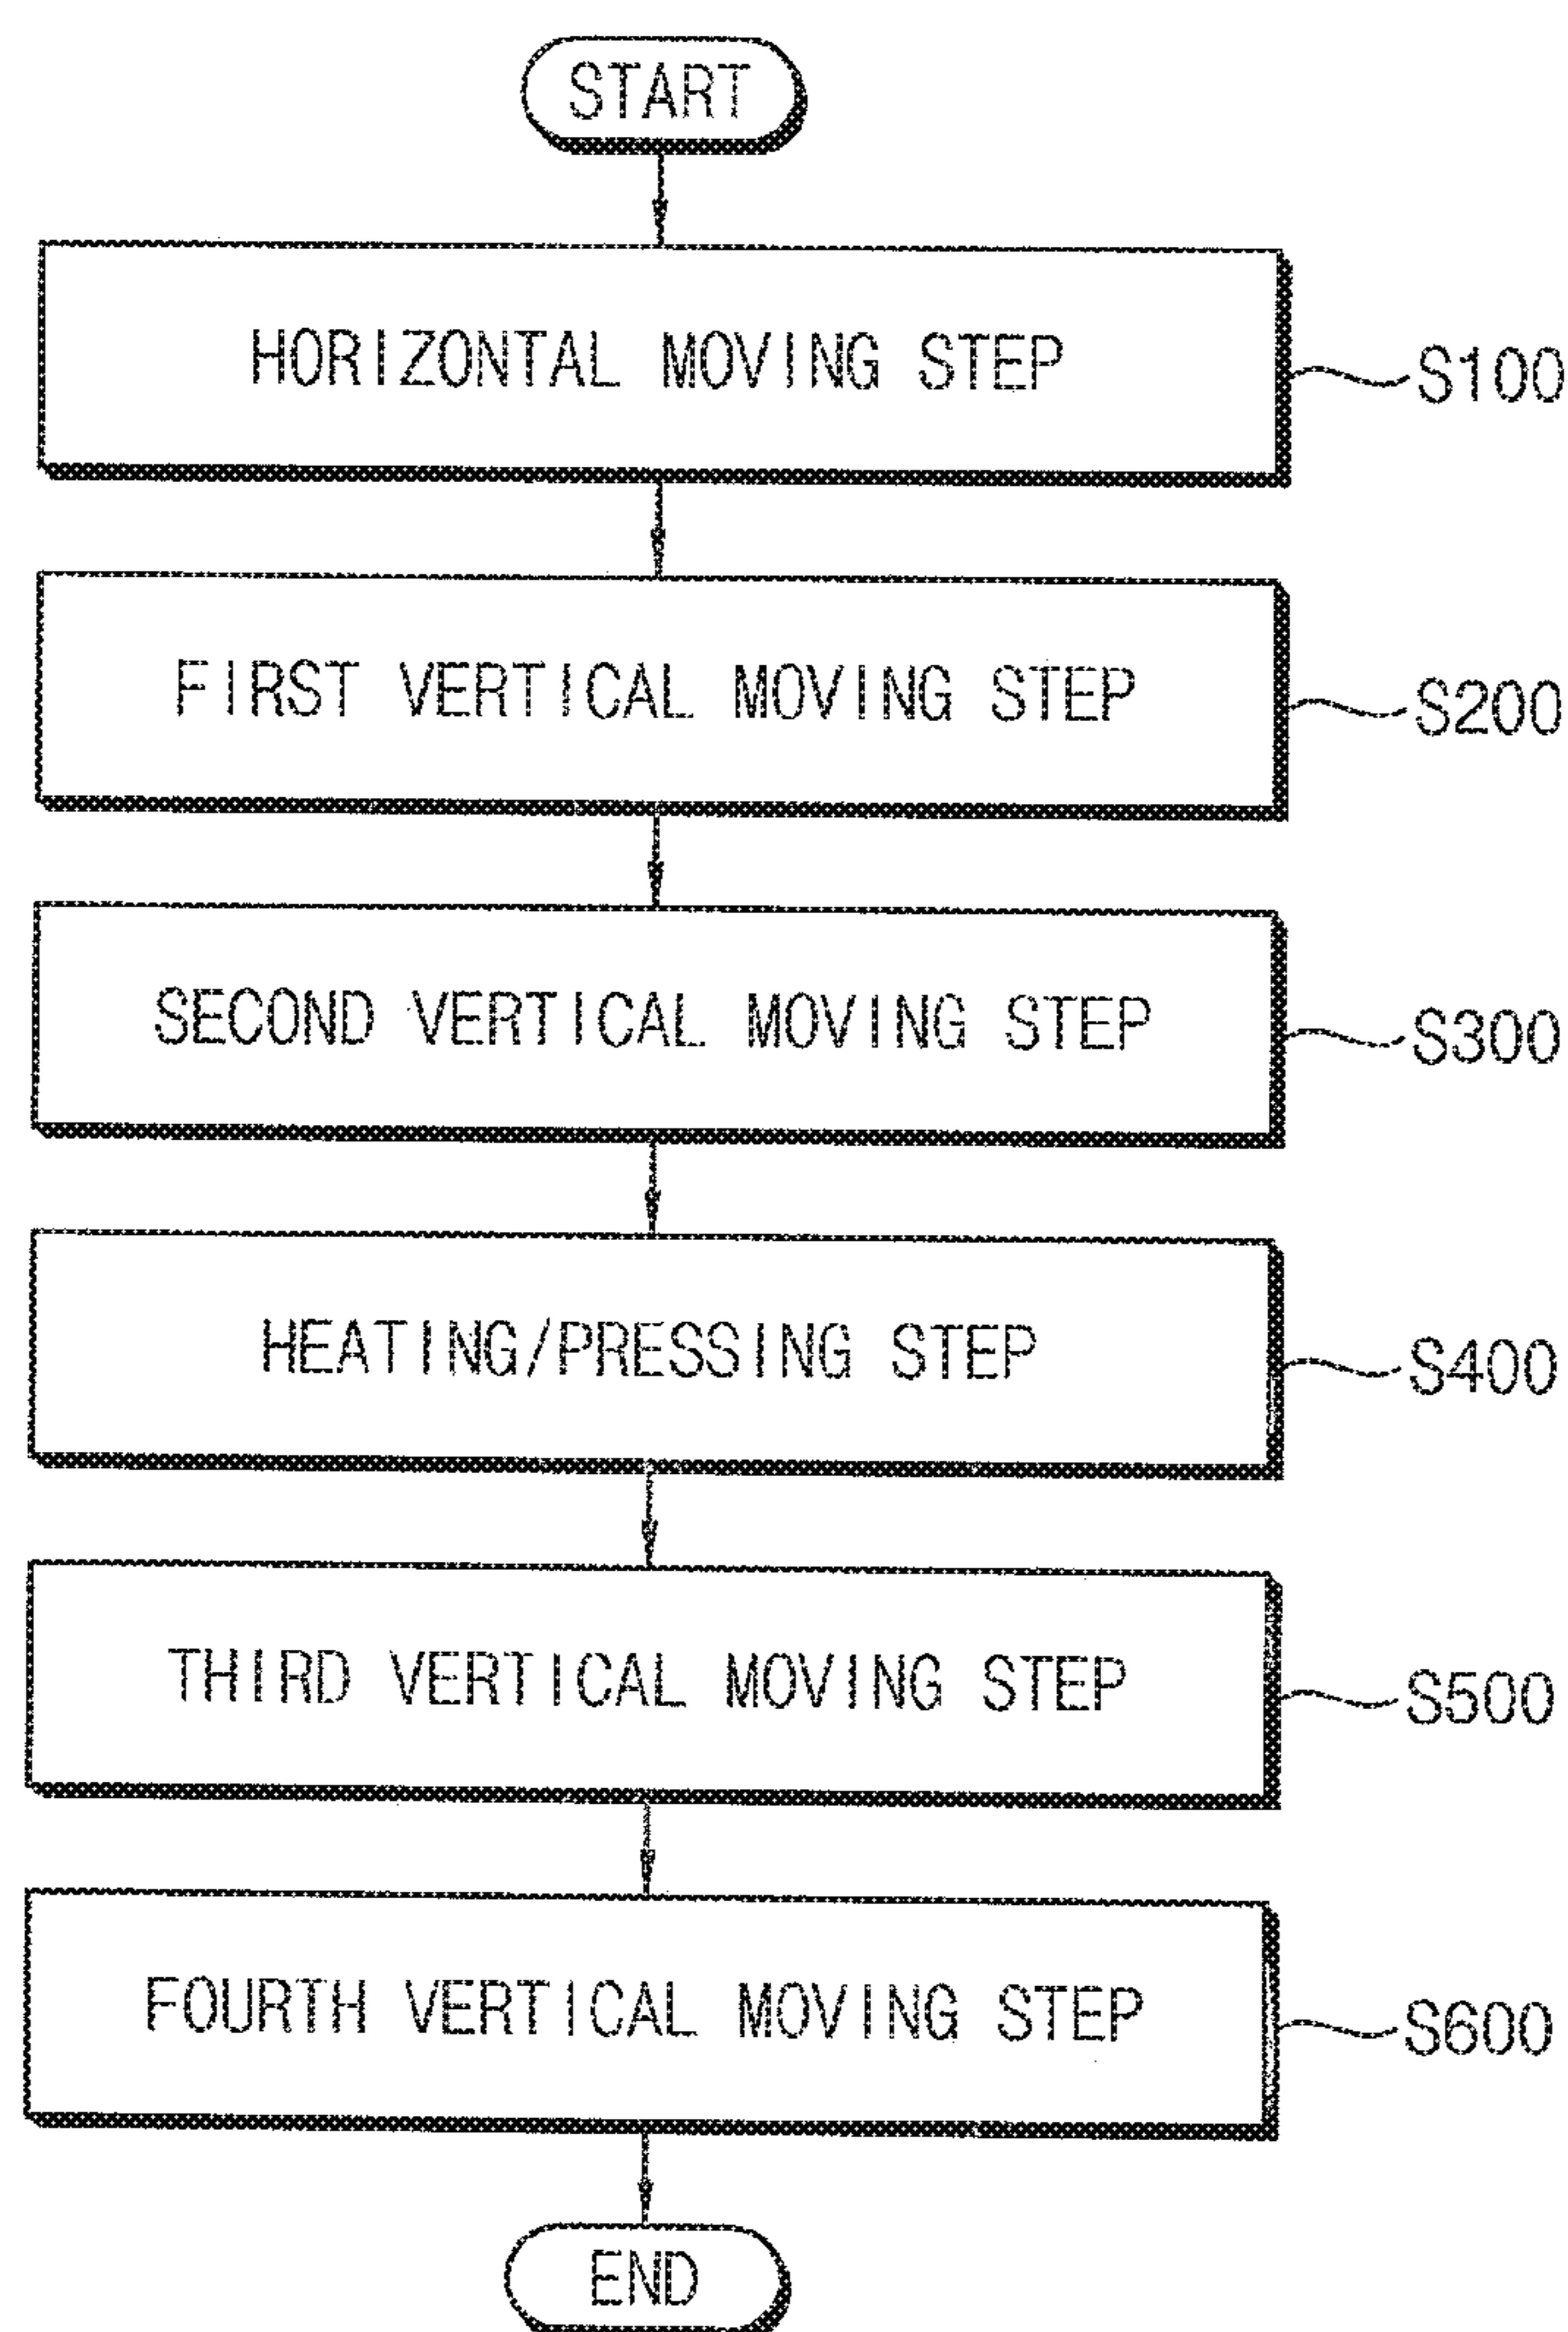 START
HORIZONTAL MOVING STEP
S100
FIRST VERTICAL MOVING STEP
S200
SECOND VERTICAL MOVING STEP
S300
HEATING/PRESSING STEP
S400
THIRD VERTICAL MOVING STEP
S500
FOURTH VERTICAL MOVING STEP
S600
END